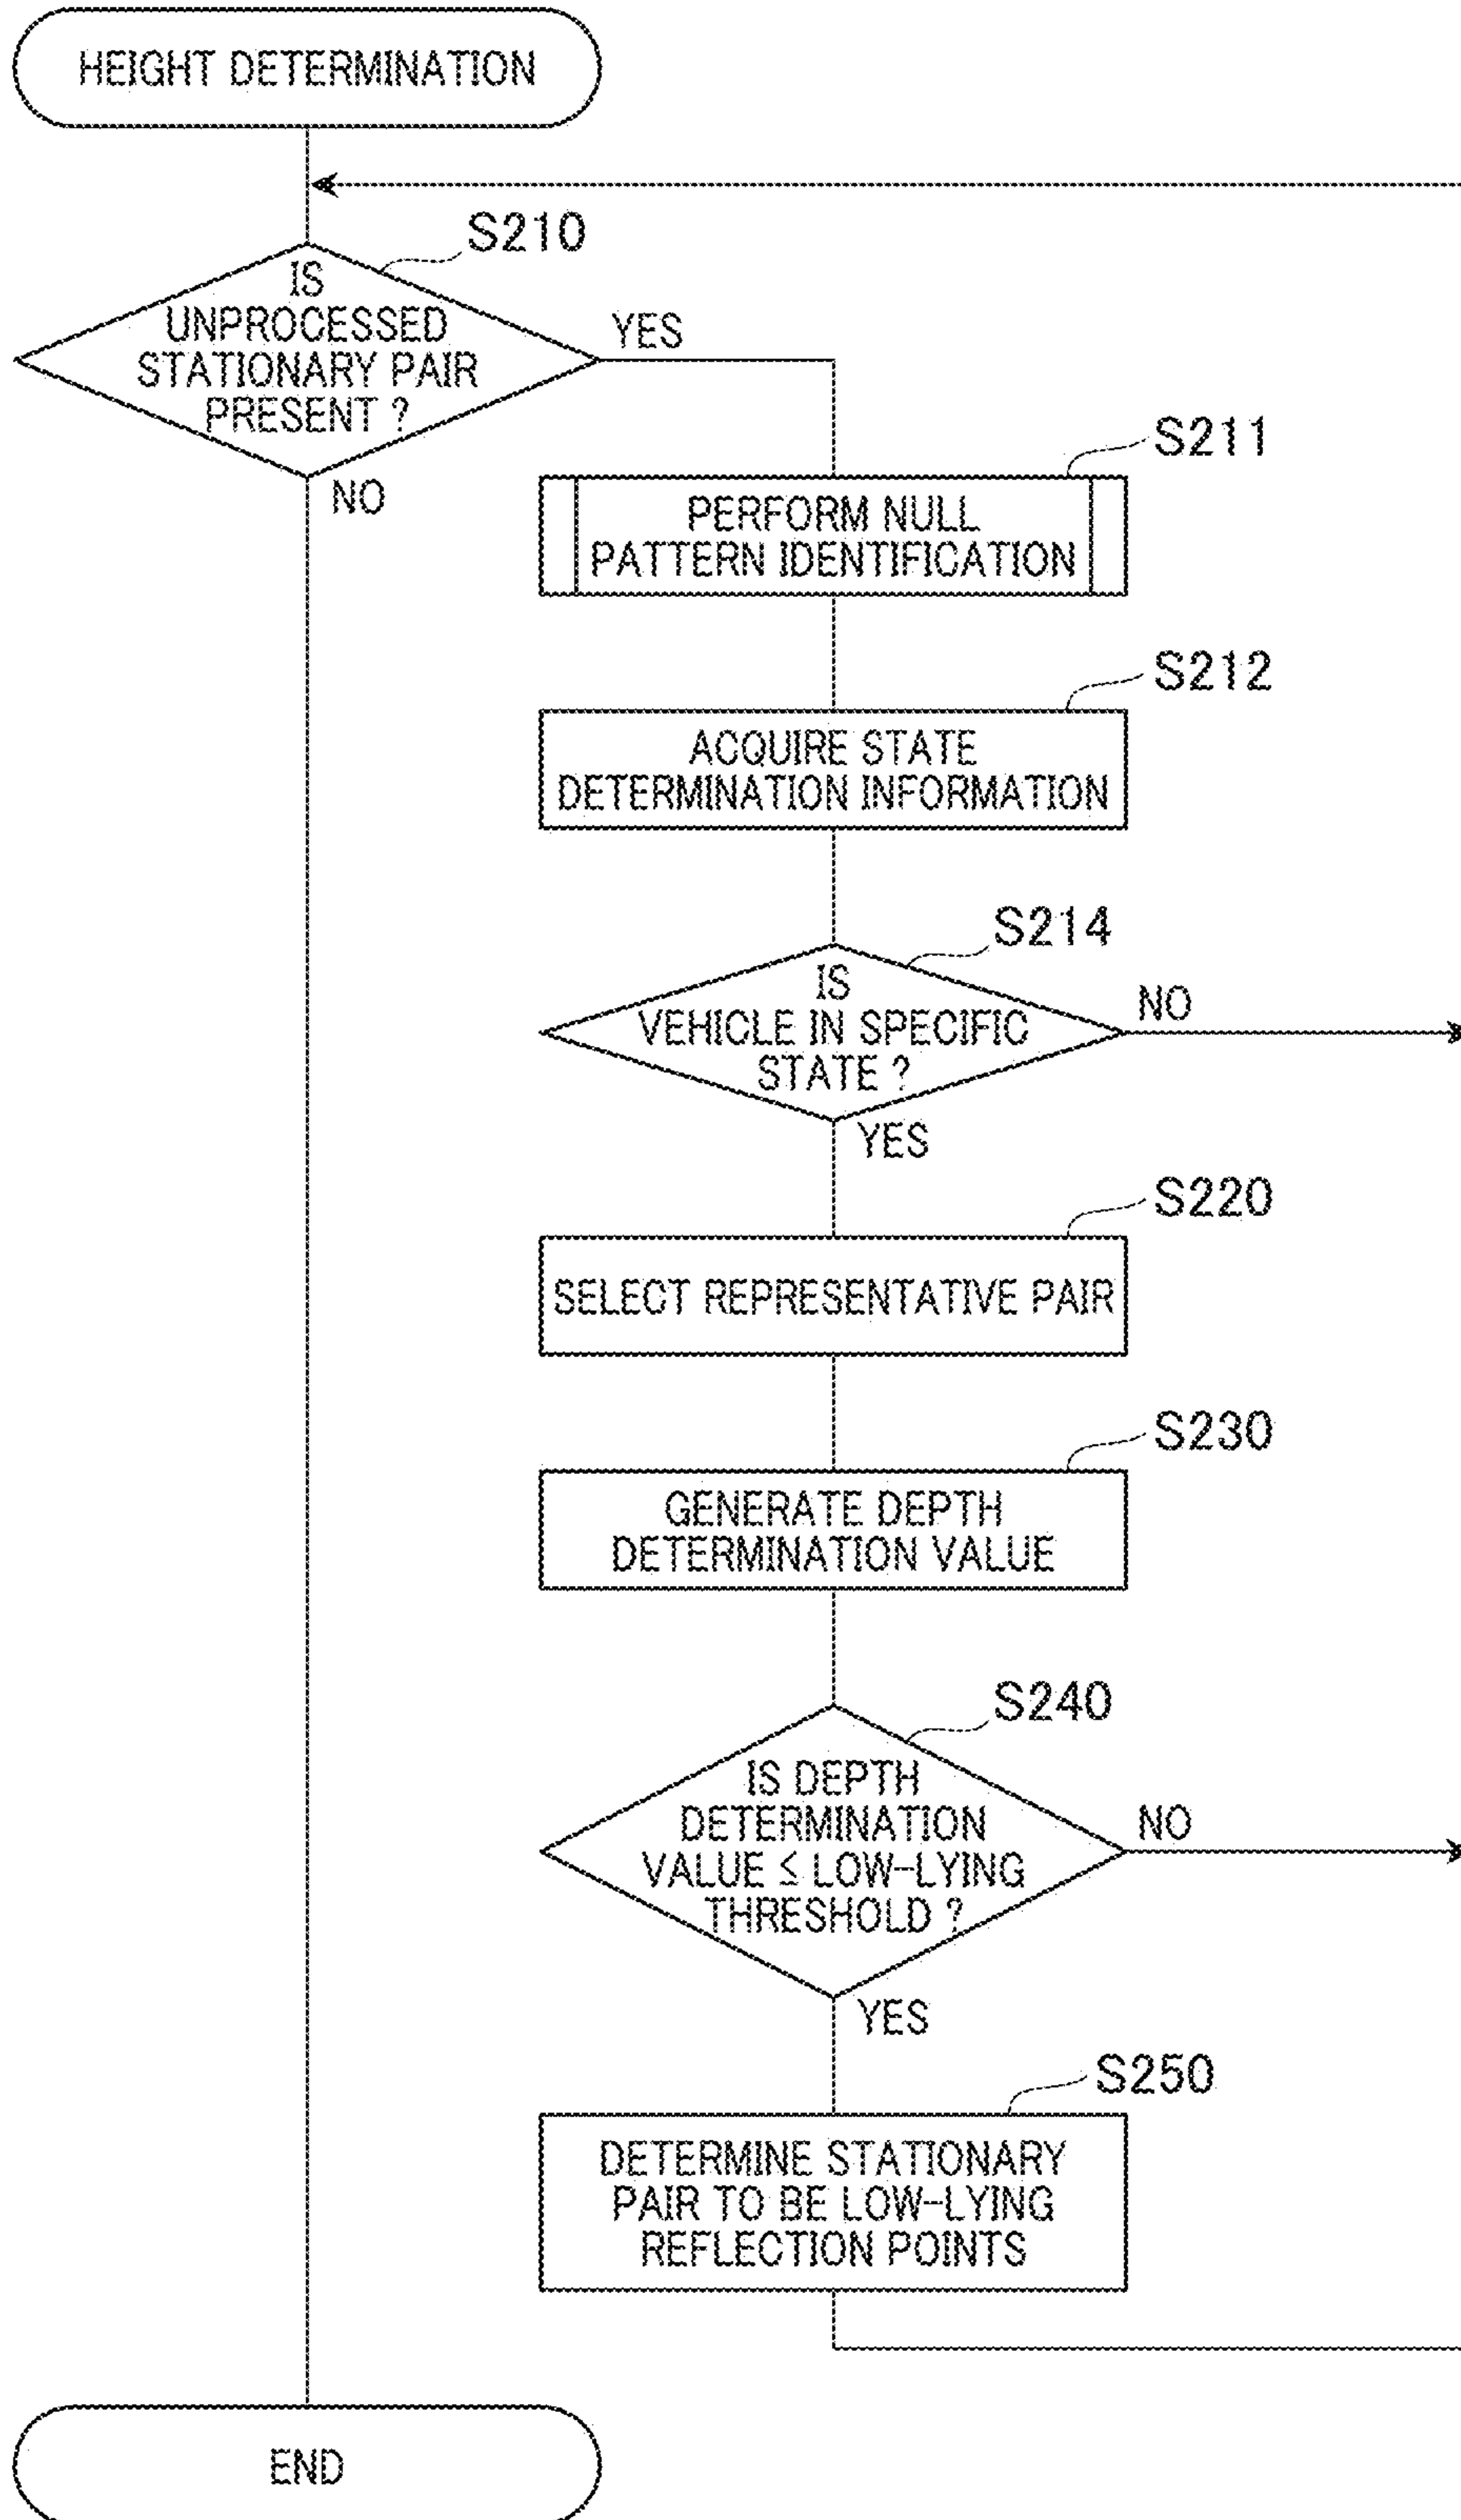 HEIGHT DETERMINATION
S210
IS
UNPROCESSED
STATIONARY PAIR
PRESENT ?
YES
NO
S211
PERFORM NULL
PATTERN IDENTIFICATION
S212
ACQUIRE STATE
DETERMINATION INFORMATION
S214
IS
VEHICLE IN SPECIFIC
STATE ?
NO
YES
S220
SELECT REPRESENTATIVE PAIR
S230
GENERATE DEPTH
DETERMINATION VALUE
S240
IS DEPTH
DETERMINATION
VALUE ≤ LOW-LYING
THRESHOLD ?
NO
YES
S250
DETERMINE STATIONARY
PAIR TO BE LOW-LYING
REFLECTION POINTS
END